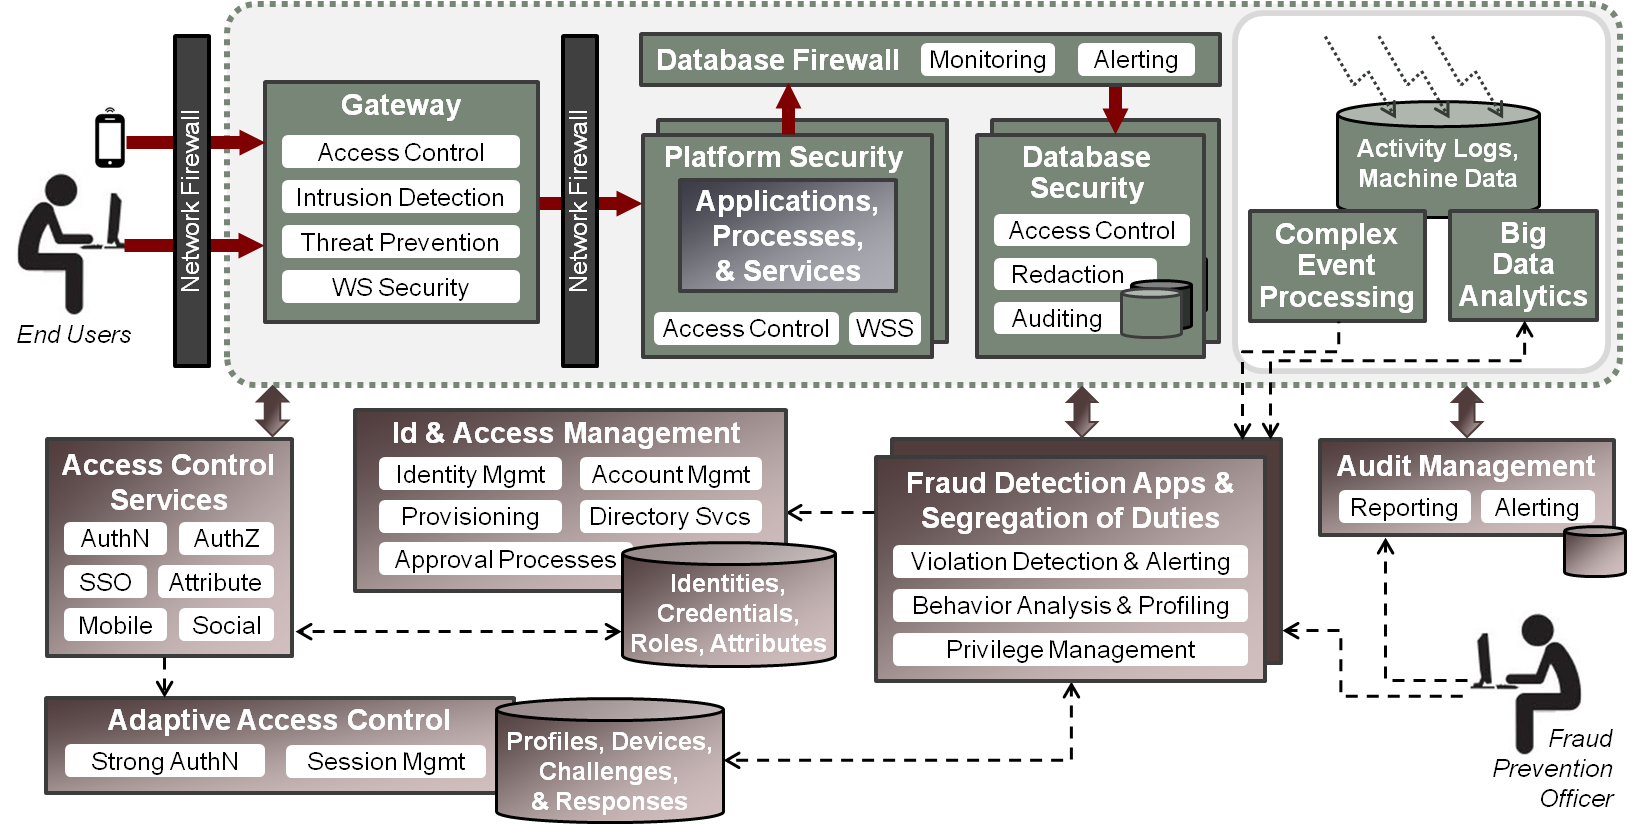 Network Firewall
Gateway
Access Control
Intrusion Detection
Threat Prevention
WS Security
End Users
Network Firewall
Database Firewall
Monitoring
Alerting
Platform Security
Applications,
Processes,
& Services
Access Control
WSS
Database
Security
Access Control
Redaction
Auditing
Activity Logs,
Machine Data
Complex
Event
Processing
Big
Data
Analytics
Access Control
Services
AuthN
AuthZ
SSO
Attribute
Mobile
Social
Id & Access Management
Identity Mgmt
Account Mgmt
Provisioning
Directory Svcs
Approval Processes
Identities,
Credentials,
Roles, Attributes
Fraud Detection Apps &
Segregation of Duties
Violation Detection & Alerting
Behavior Analysis & Profiling
Privilege Management
Audit Management
Reporting
Alerting
Adaptive Access Control
Strong AuthN
Session Mgmt
Profiles, Devices,
Challenges,
& Responses
Fraud
Prevention
Officer